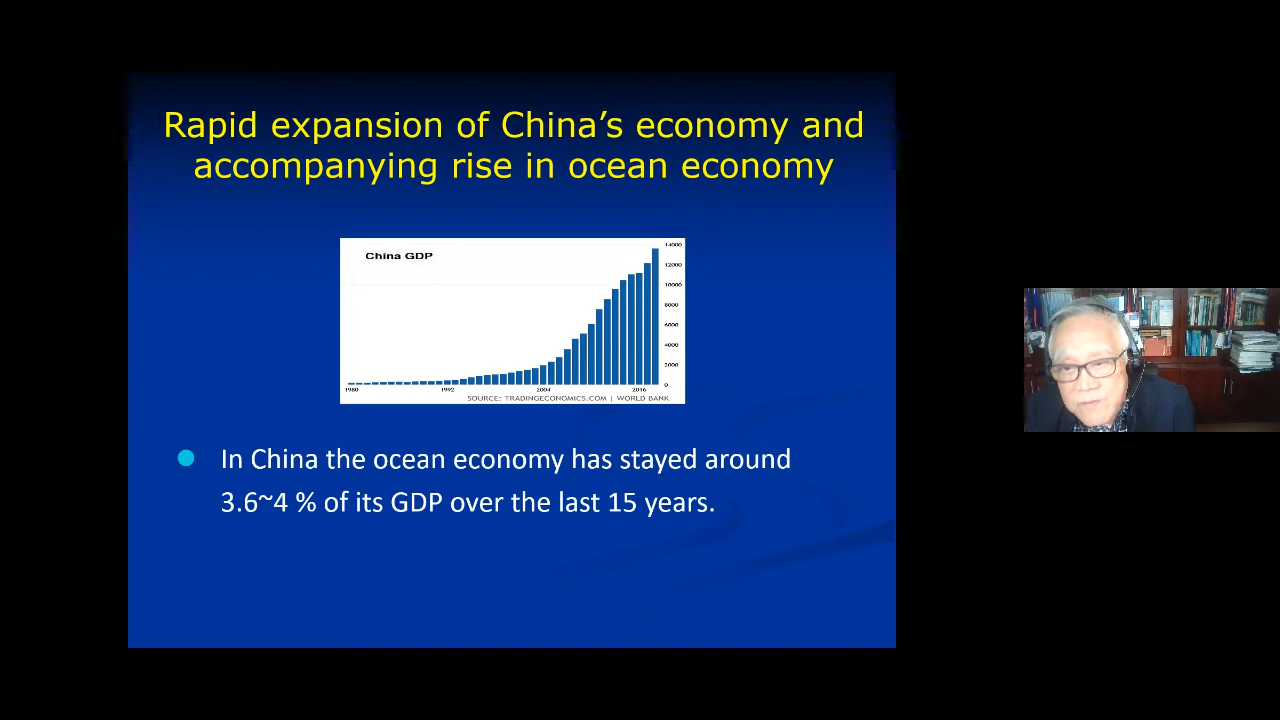 Rapid expansion of China’s economy and
accompanying rise in ocean economy
China GDP
14000
12000
10000
8000
6000
4000
2000
0
1980 1992 2004 2016
SOURCE: TRADINGECONOMICS.COM | WORLD BANK
In China the ocean economy has stayed around
3.6~4 % of its GDP over the last 15 years.